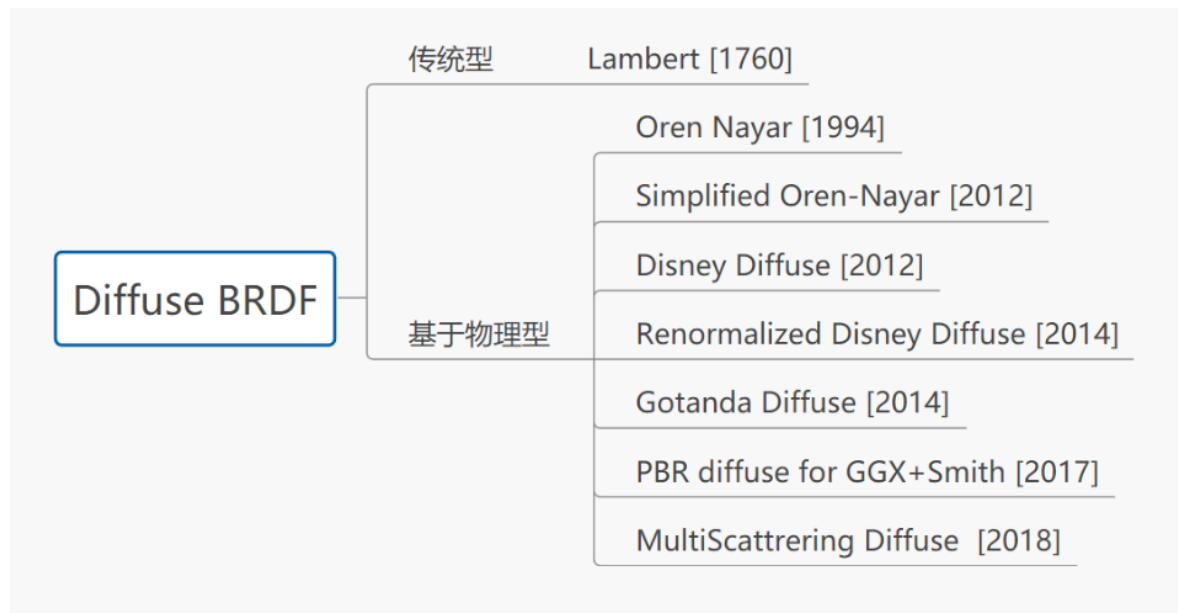 传统型 Lambert [1760]
Oren Nayar [1994]
Simplified Oren-Nayar [2012]
Disney Diffuse [2012]
Diffuse BRDF
基于物理型 Renormalized Disney Diffuse [2014]
Gotanda Diffuse [2014]
PBR diffuse for GGX+Smith [2017]
MultiScattrering Diffuse [2018]